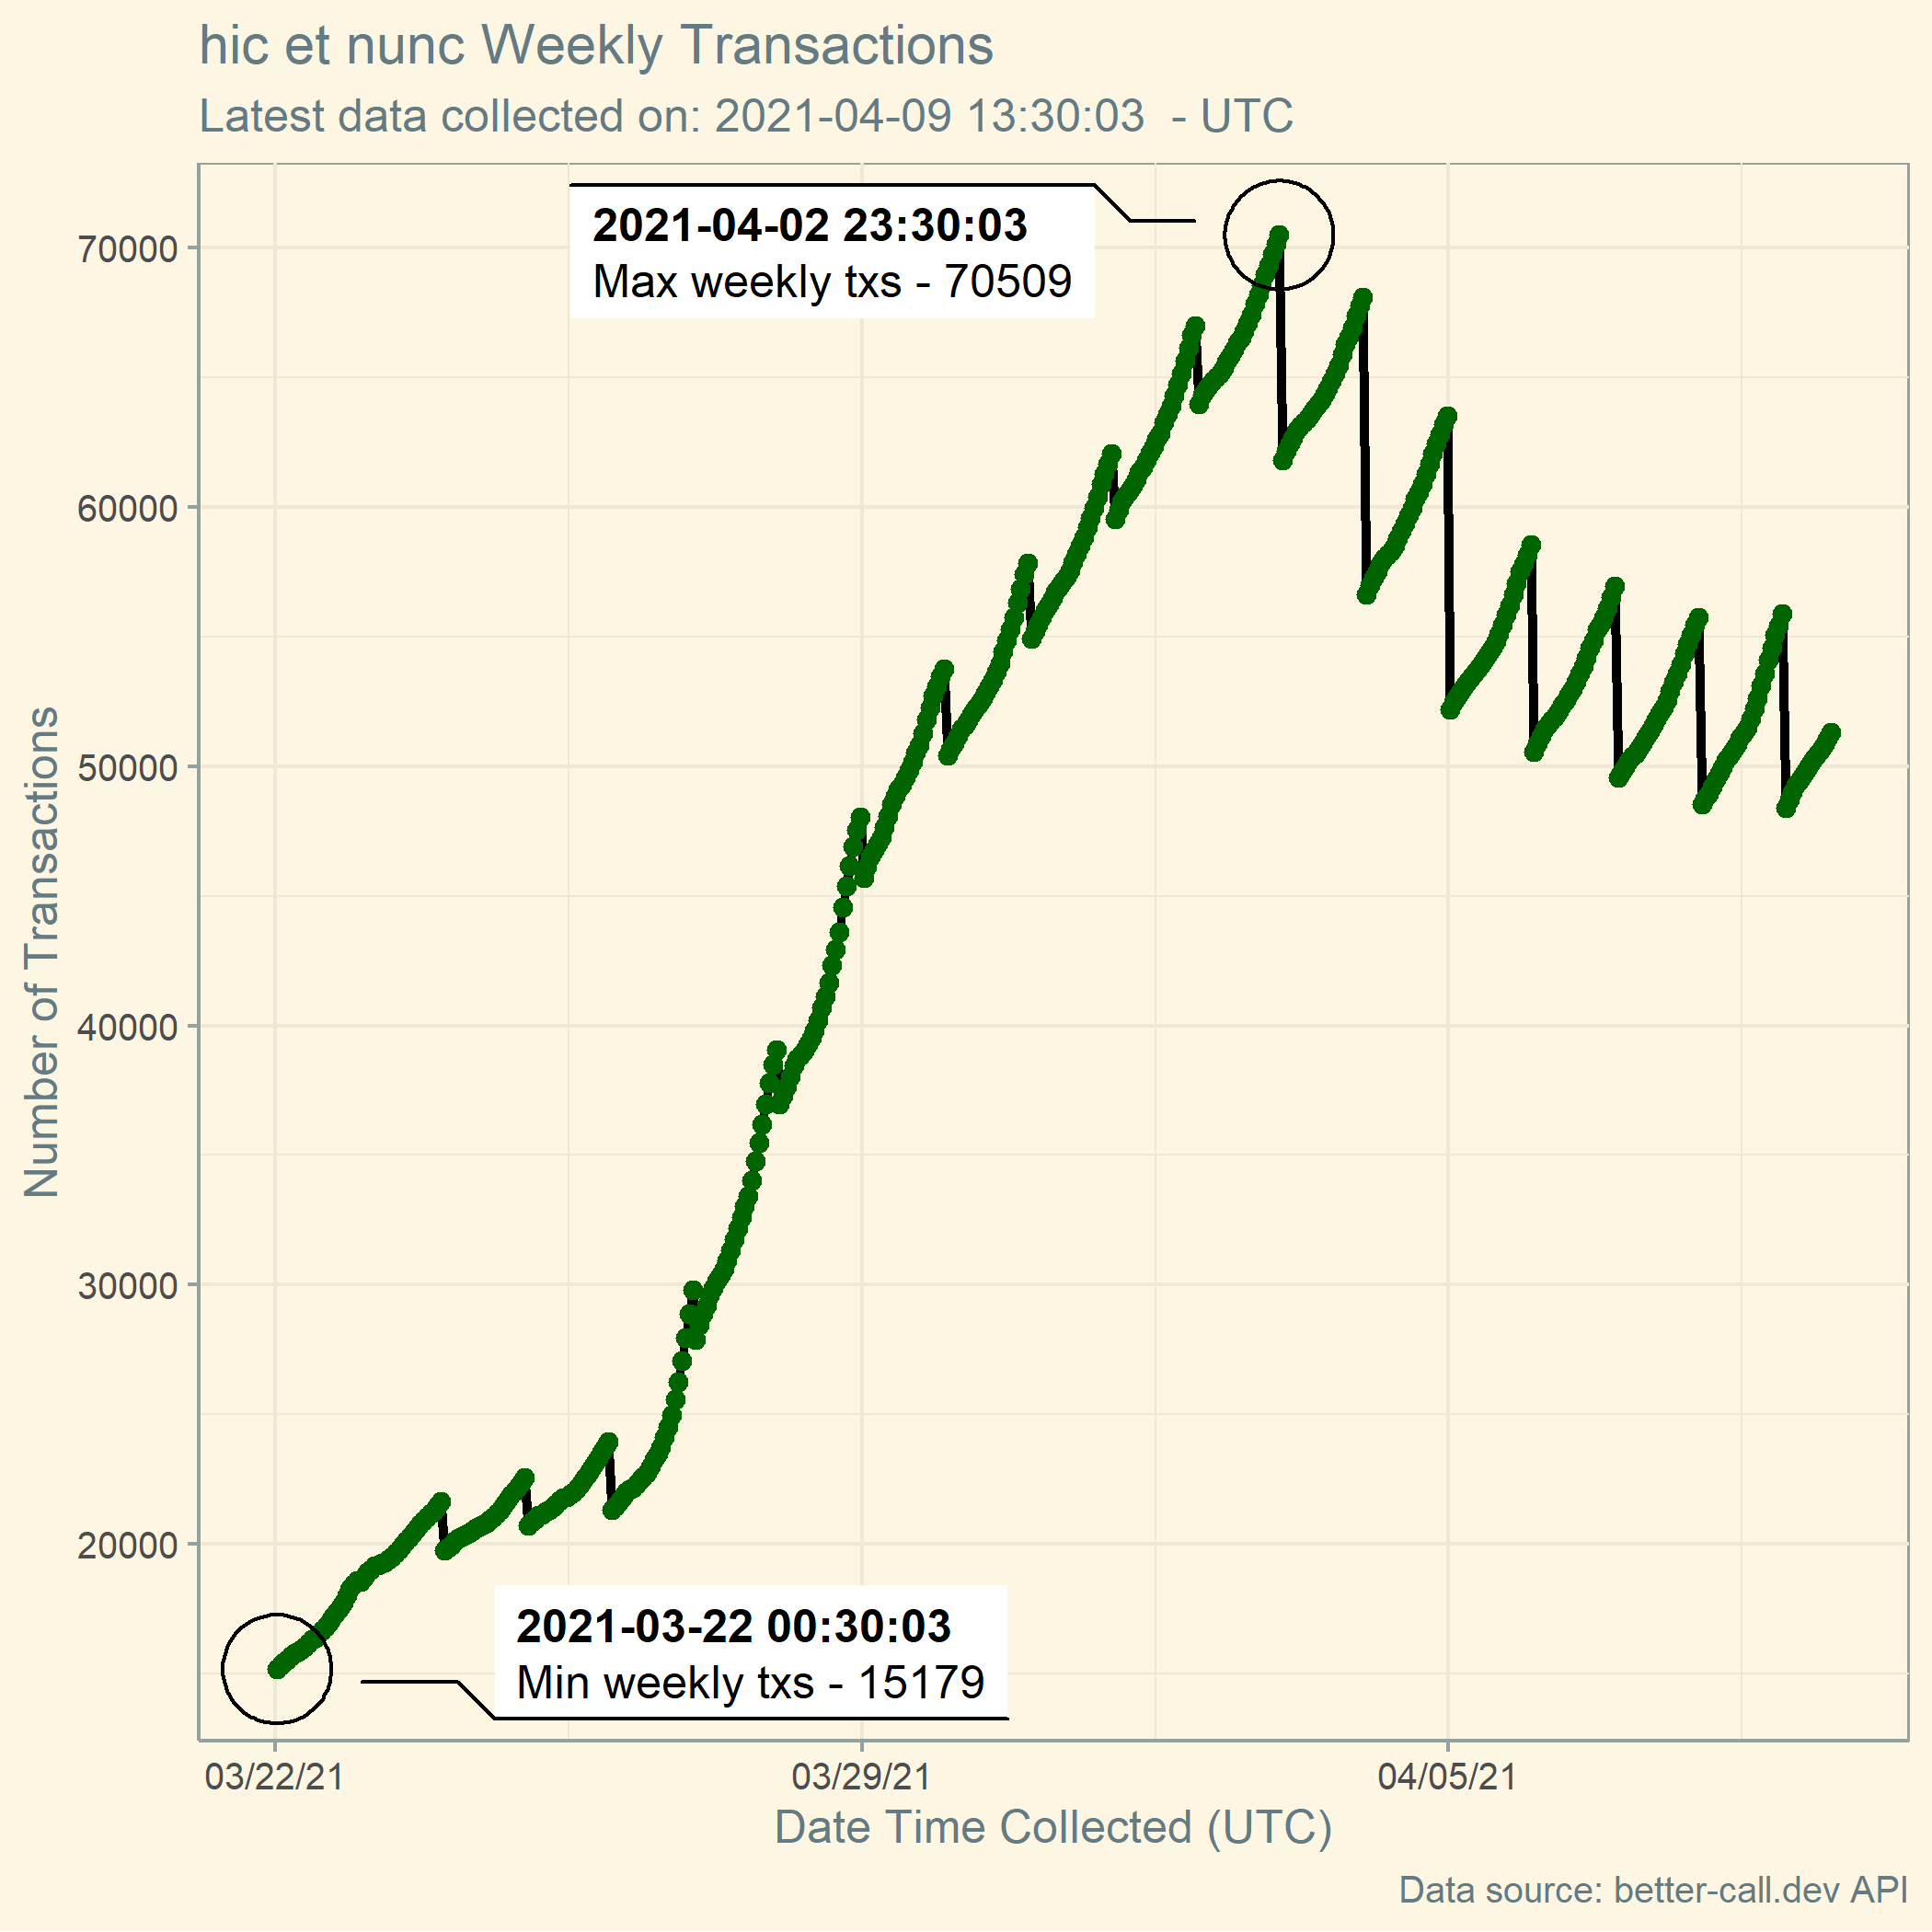 hic et nunc Weekly Transactions
Latest data collected on: 2021-04-09 13:30:03  - UTC
2021-04-02 23:30:03
Max weekly txs - 70509
70000
60000
50000
40000
30000
20000
Number of Transactions
2021-03-22 00:30:03
Min weekly txs - 15179
03/22/21 03/29/21 04/05/21
Date Time Collected (UTC)
Data source: better-call.dev API